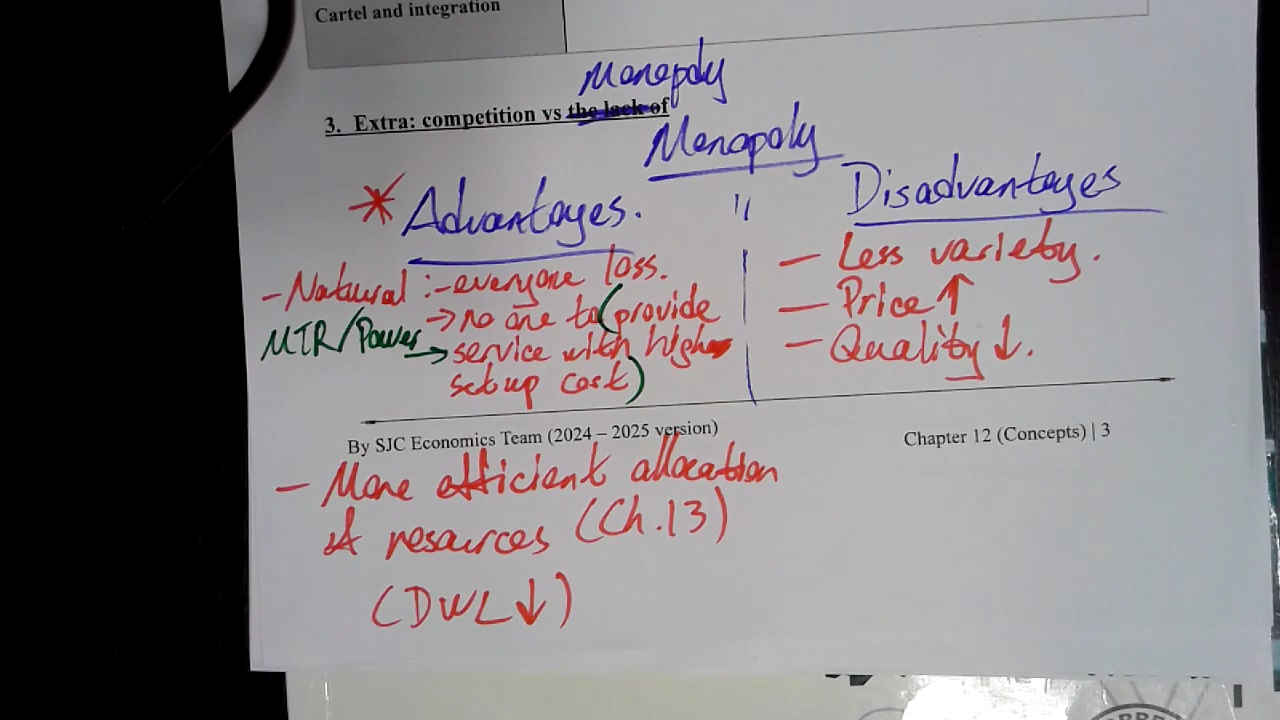 Cartel and integration
Monopoly
3. Extra: competition vs the lack of
Monopoly
* Advantages.
Disadvantages
- Natural :- everyone loss.
MTR/Power → no one to (provide
→ service with high
setup cost)
- Less variety.
- Price ↑
- Quality ↓.
By SJC Economics Team (2024 – 2025 version)
Chapter 12 (Concepts) | 3
- More efficient allocation
of resources (Ch.13)
(DWL↓)